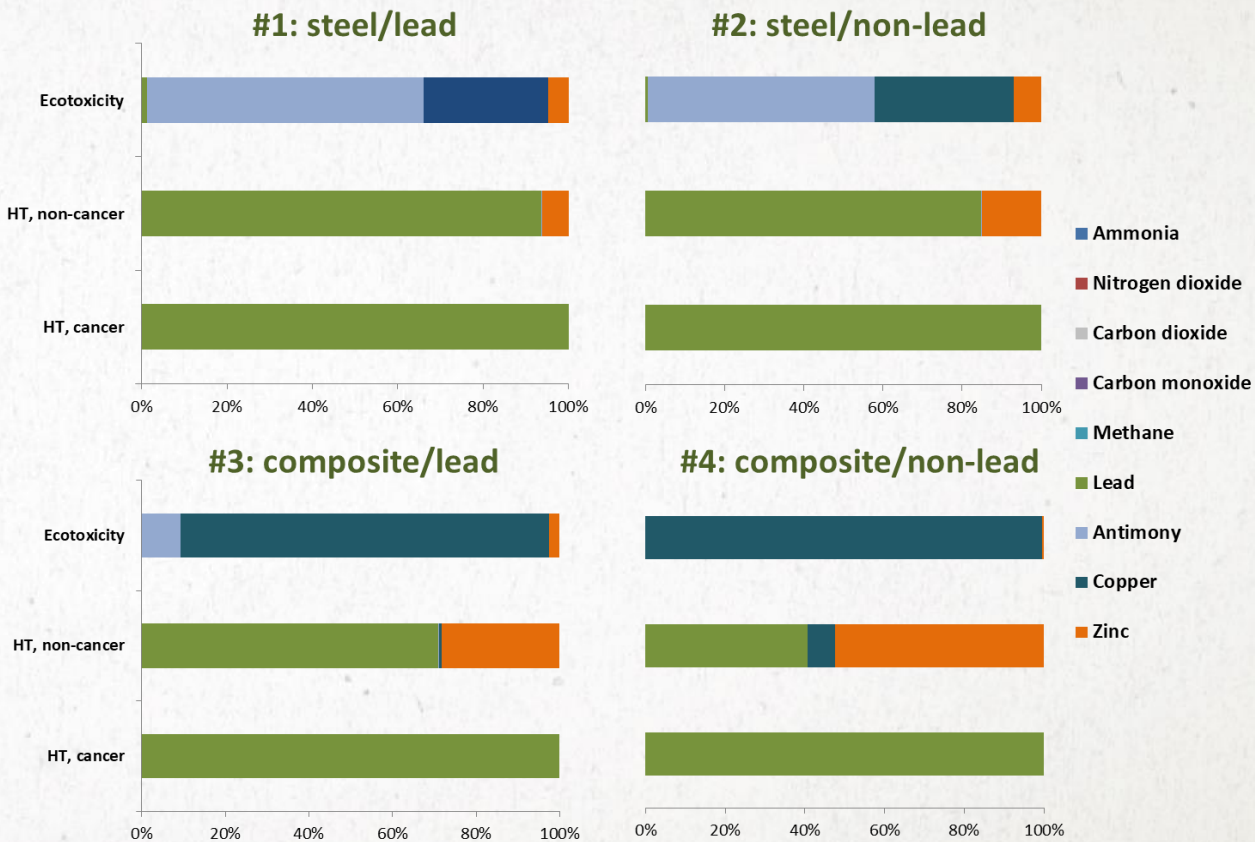 #1: steel/lead
Ecotoxicity
HT, non-cancer
HT, cancer
0% 20% 40% 60% 80% 100%
#2: steel/non-lead
0% 20% 40% 60% 80% 100%
#3: composite/lead
Ecotoxicity
HT, non-cancer
HT, cancer
0% 20% 40% 60% 80% 100%
#4: composite/non-lead
0% 20% 40% 60% 80% 100%
Ammonia
Nitrogen dioxide
Carbon dioxide
Carbon monoxide
Methane
Lead
Antimony
Copper
Zinc